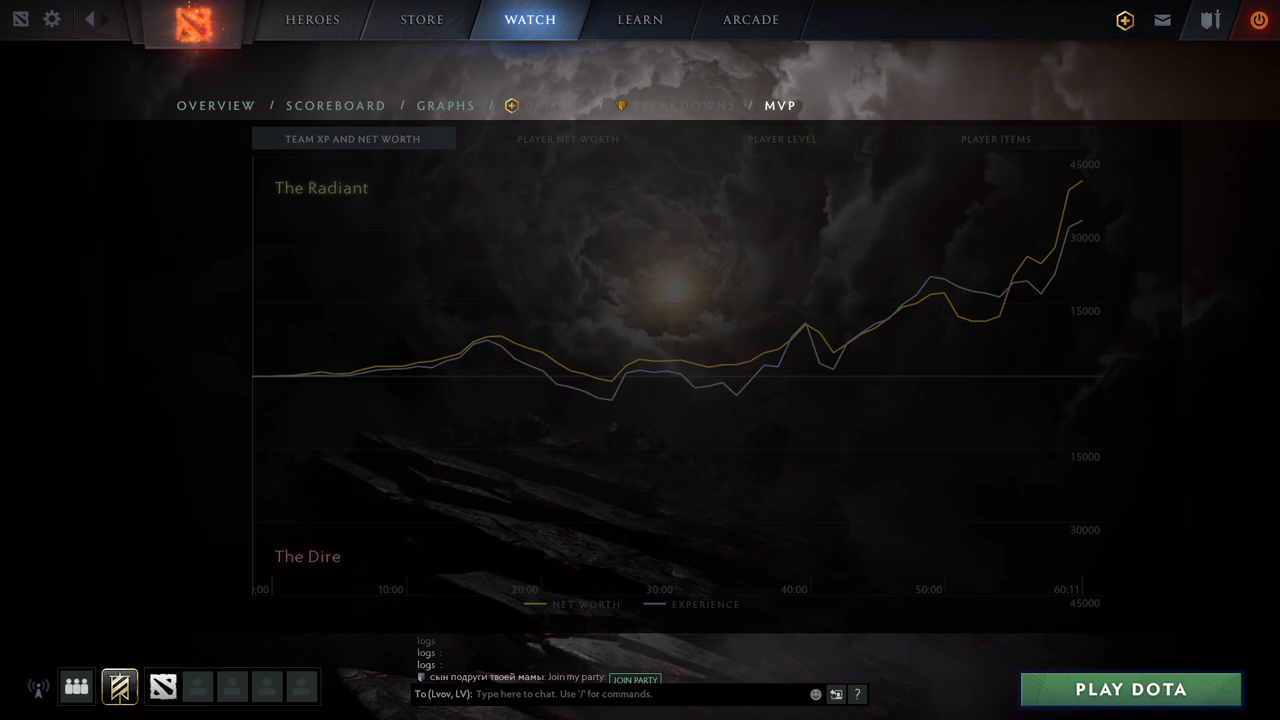 HEROES STORE WATCH LEARN ARCADE
OVERVIEW / SCOREBOARD / GRAPHS / DAMAGE / BREAKDOWNS / MVP
TEAM XP AND NET WORTH PLAYER NET WORTH PLAYER LEVEL PLAYER ITEMS
45000
The Radiant
30000
15000
15000
30000
The Dire
:00 10:00 20:00 30:00 40:00 50:00 60:11
NET WORTH EXPERIENCE 45000
logs :
logs :
logs :
сын подруги твоей мамы: Join my party: JOIN PARTY
To (Lvov, LV): Type here to chat. Use '/' for commands. ?
PLAY DOTA